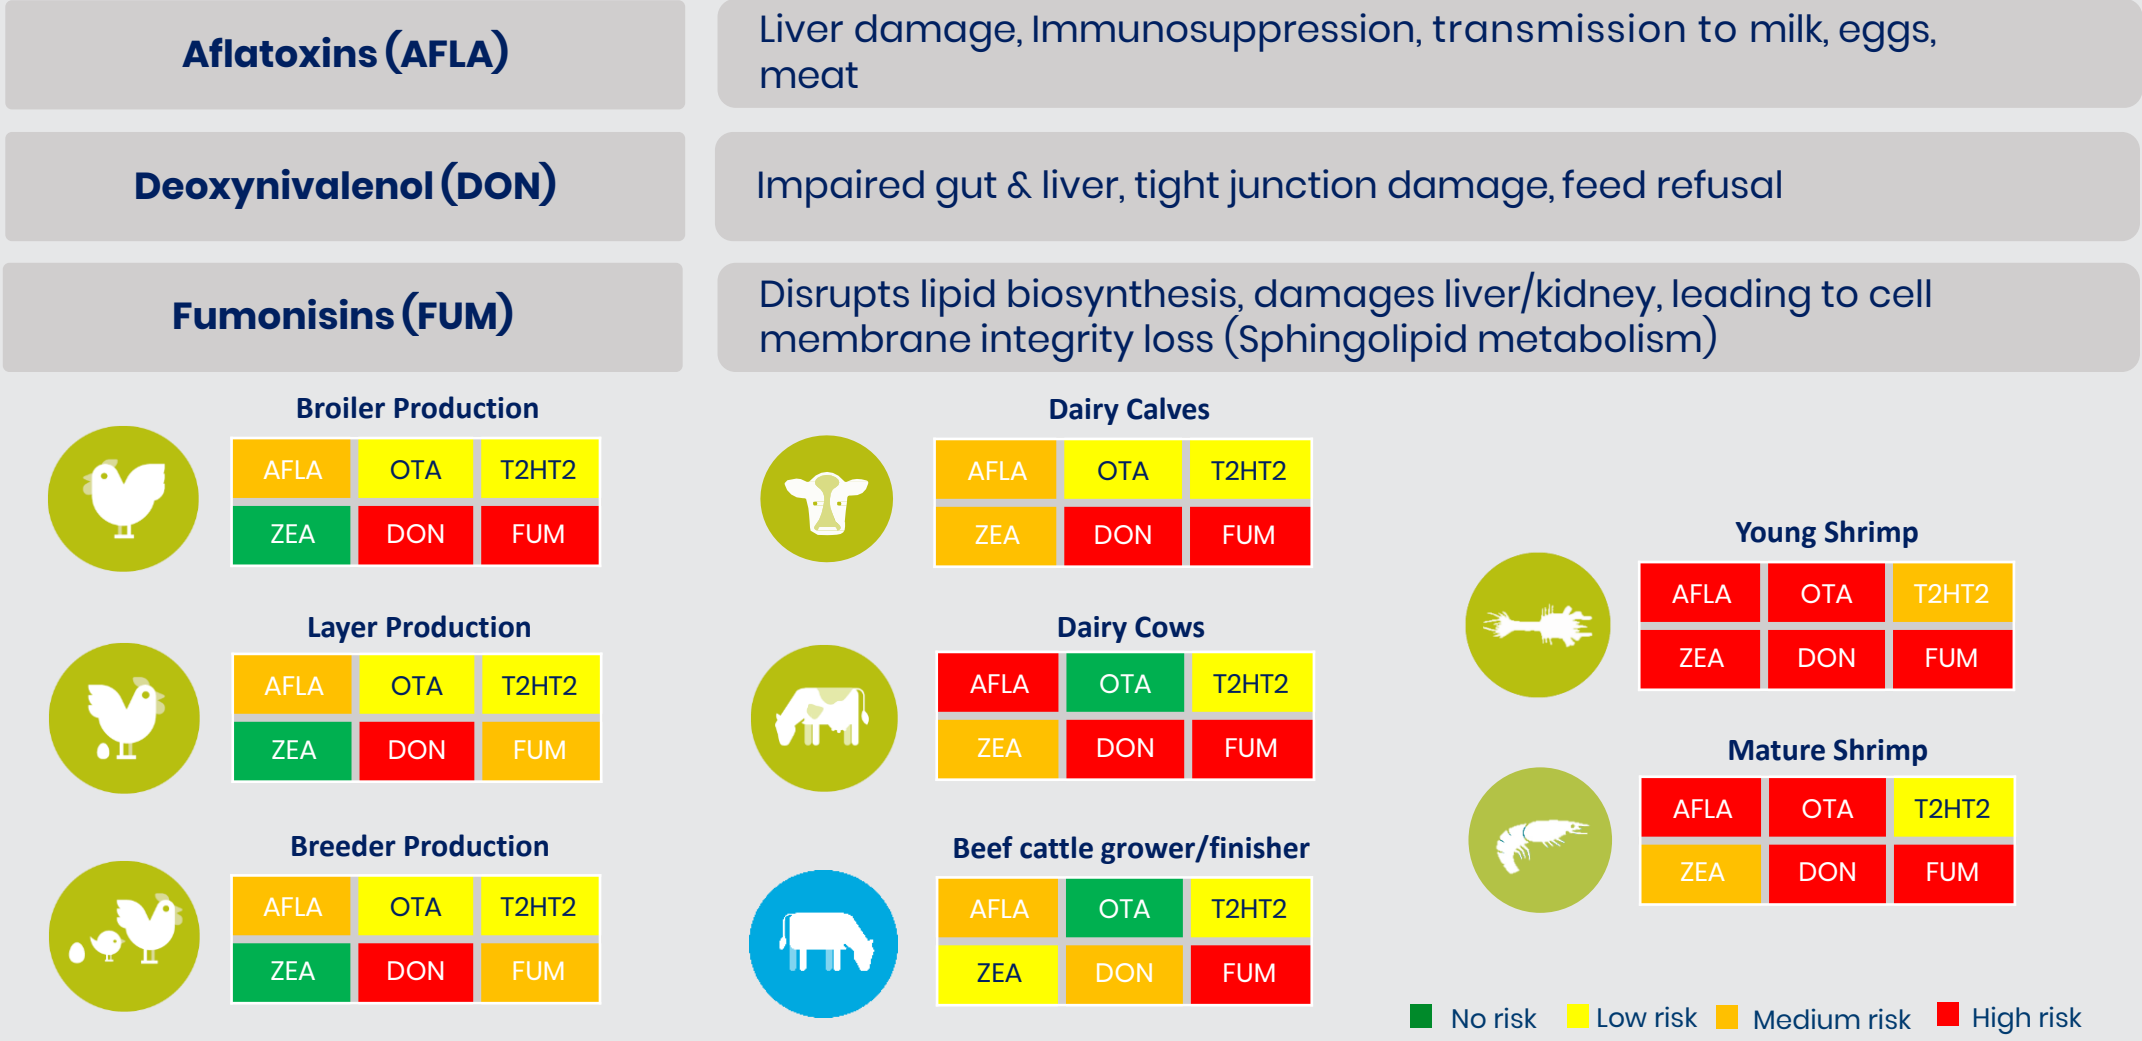 Aflatoxins (AFLA)
Liver damage, Immunosuppression, transmission to milk, eggs,
meat
Deoxynivalenol (DON)
Impaired gut & liver, tight junction damage, feed refusal
Fumonisins (FUM)
Disrupts lipid biosynthesis, damages liver/kidney, leading to cell
membrane integrity loss (Sphingolipid metabolism)
Broiler Production
AFLA OTA T2HT2
ZEA DON FUM
Layer Production
AFLA OTA T2HT2
ZEA DON FUM
Breeder Production
AFLA OTA T2HT2
ZEA DON FUM
Dairy Calves
AFLA OTA T2HT2
ZEA DON FUM
Dairy Cows
AFLA OTA T2HT2
ZEA DON FUM
Beef cattle grower/finisher
AFLA OTA T2HT2
ZEA DON FUM
Young Shrimp
AFLA OTA T2HT2
ZEA DON FUM
Mature Shrimp
AFLA OTA T2HT2
ZEA DON FUM
No risk Low risk Medium risk High risk